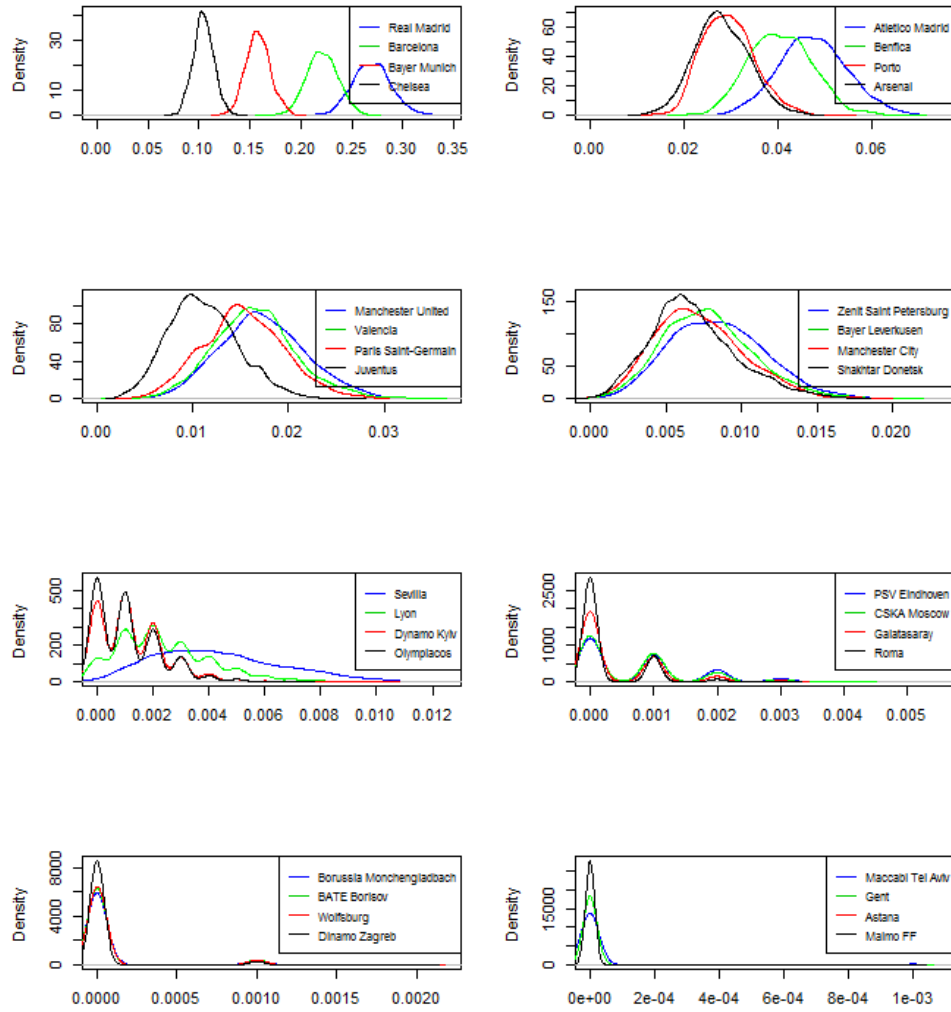 Density
0 10 30
Real Madrid
Barcelona
Bayer Munich
Chelsea
0.00 0.05 0.10 0.15 0.20 0.25 0.30 0.35
Density
0 20 40 60
Atletico Madrid
Benfica
Porto
Arsenal
0.00 0.02 0.04 0.06
Density
0 40 80
Manchester United
Valencia
Paris Saint-Germain
Juventus
0.00 0.01 0.02 0.03
Density
0 50 150
Zenit Saint Petersburg
Bayer Leverkusen
Manchester City
Shakhtar Donetsk
0.000 0.005 0.010 0.015 0.020
Density
0 200 500
Sevilla
Lyon
Dynamo Kyiv
Olympiacos
0.000 0.002 0.004 0.006 0.008 0.010 0.012
Density
0 1000 2500
PSV Eindhoven
CSKA Moscow
Galatasaray
Roma
0.000 0.001 0.002 0.003 0.004 0.005
Density
0 4000 8000
Borussia Monchengladbach
BATE Borisov
Wolfsburg
Dinamo Zagreb
0.0000 0.0005 0.0010 0.0015 0.0020
Density
0 15000
Maccabi Tel Aviv
Gent
Astana
Malmo FF
0e+00 2e-04 4e-04 6e-04 8e-04 1e-03